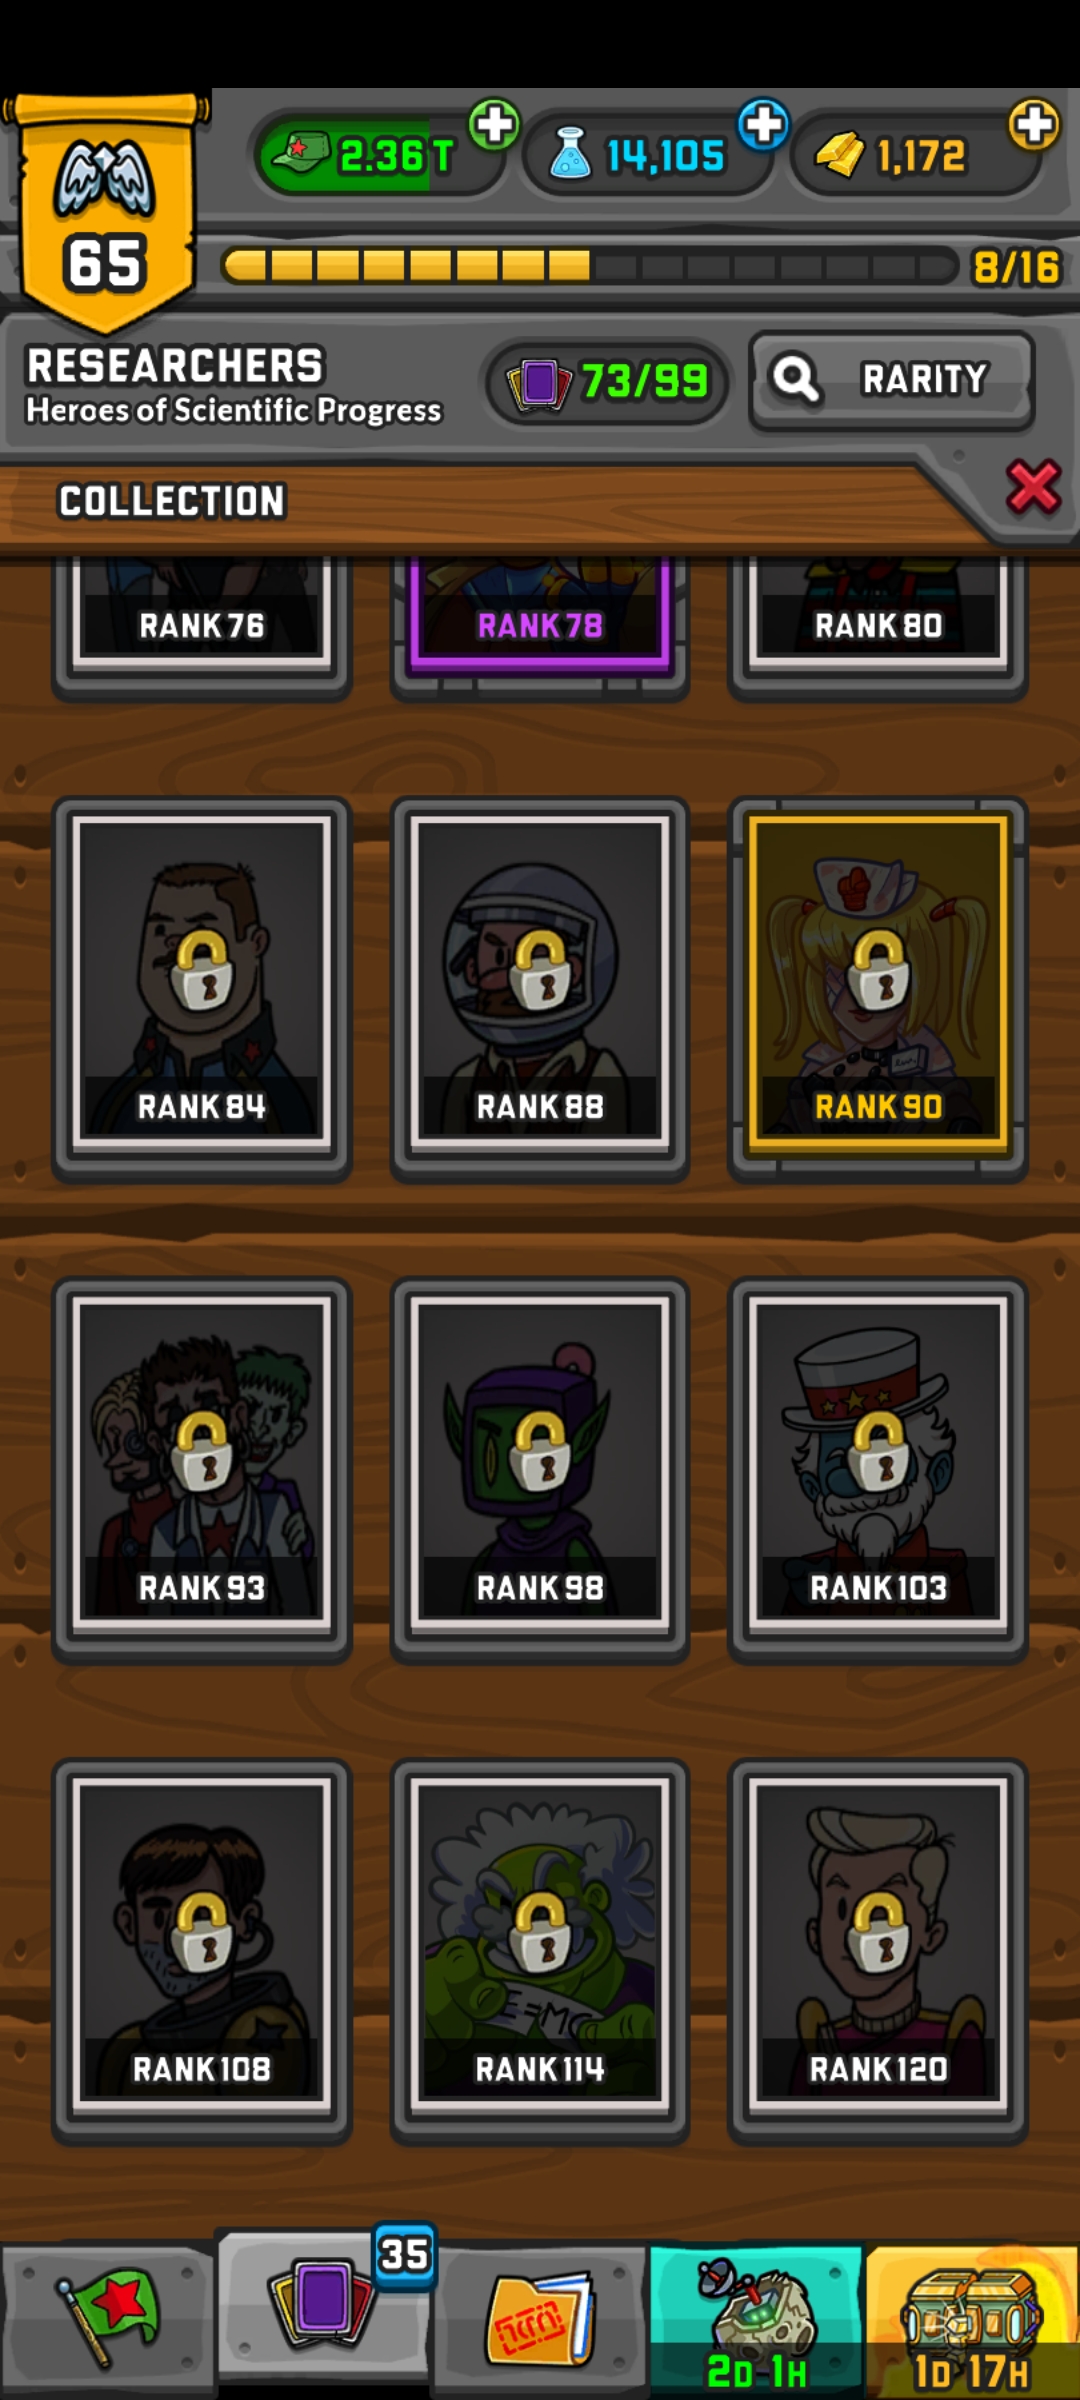 2.36T
14,105
1,172
65
8/16
RESEARCHERS
Heroes of Scientific Progress
73/99
RARITY
COLLECTION
RANK 76
RANK 78
RANK 80
RANK 84
RANK 88
RANK 90
RANK 93
RANK 98
RANK 103
E=MC
RANK 108
RANK 114
RANK 120
35
2D 1H
1D 17H